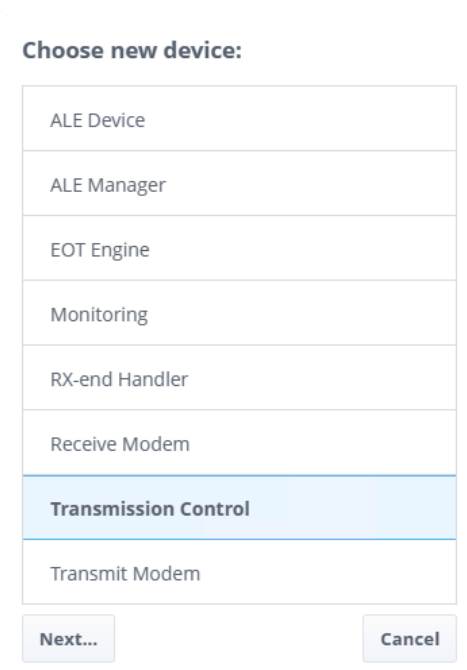 Choose new device:
ALE Device
ALE Manager
EOT Engine
Monitoring
RX-end Handler
Receive Modem
Transmission Control
Transmit Modem
Next...
Cancel